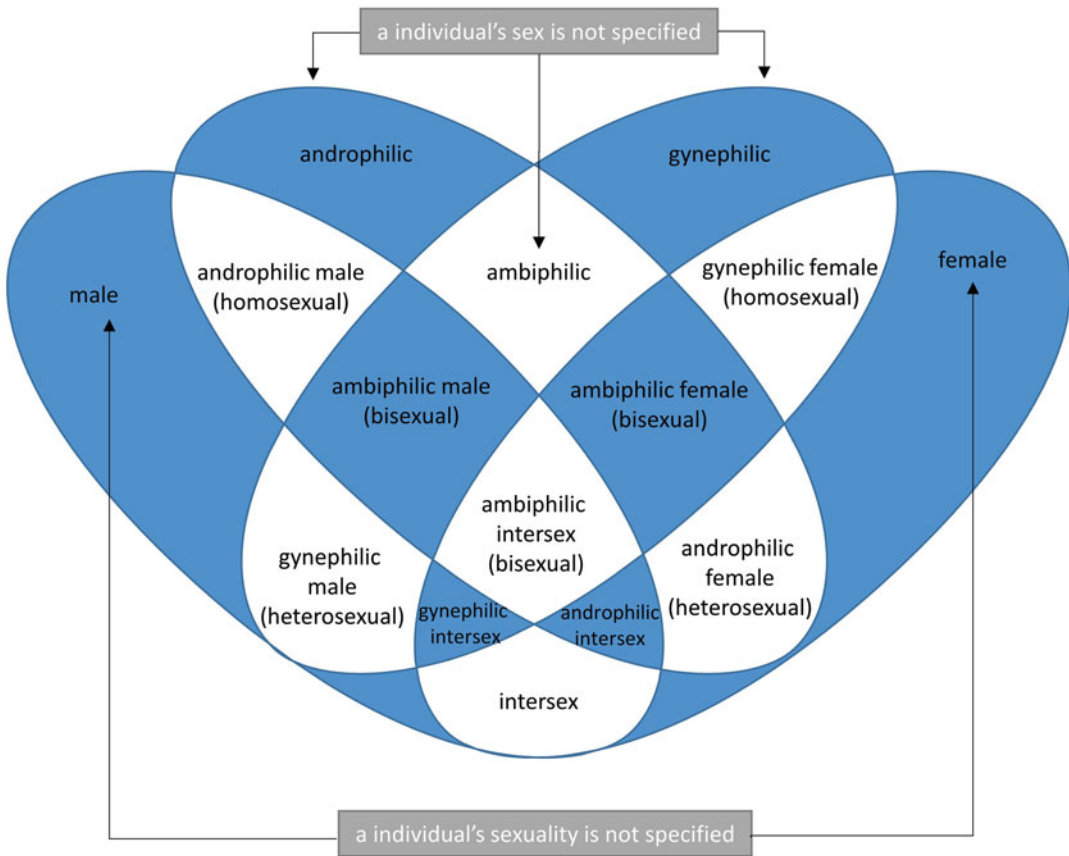 a individual's sex is not specified
androphilic
gynephilic
androphilic male
(homosexual)
ambiphilic
gynephilic female
(homosexual)
male
female
ambiphilic male
(bisexual)
ambiphilic female
(bisexual)
ambiphilic
intersex
(bisexual)
gynephilic
male
(heterosexual)
androphilic
female
(heterosexual)
gynephilic
intersex
androphilic
intersex
intersex
a individual's sexuality is not specified